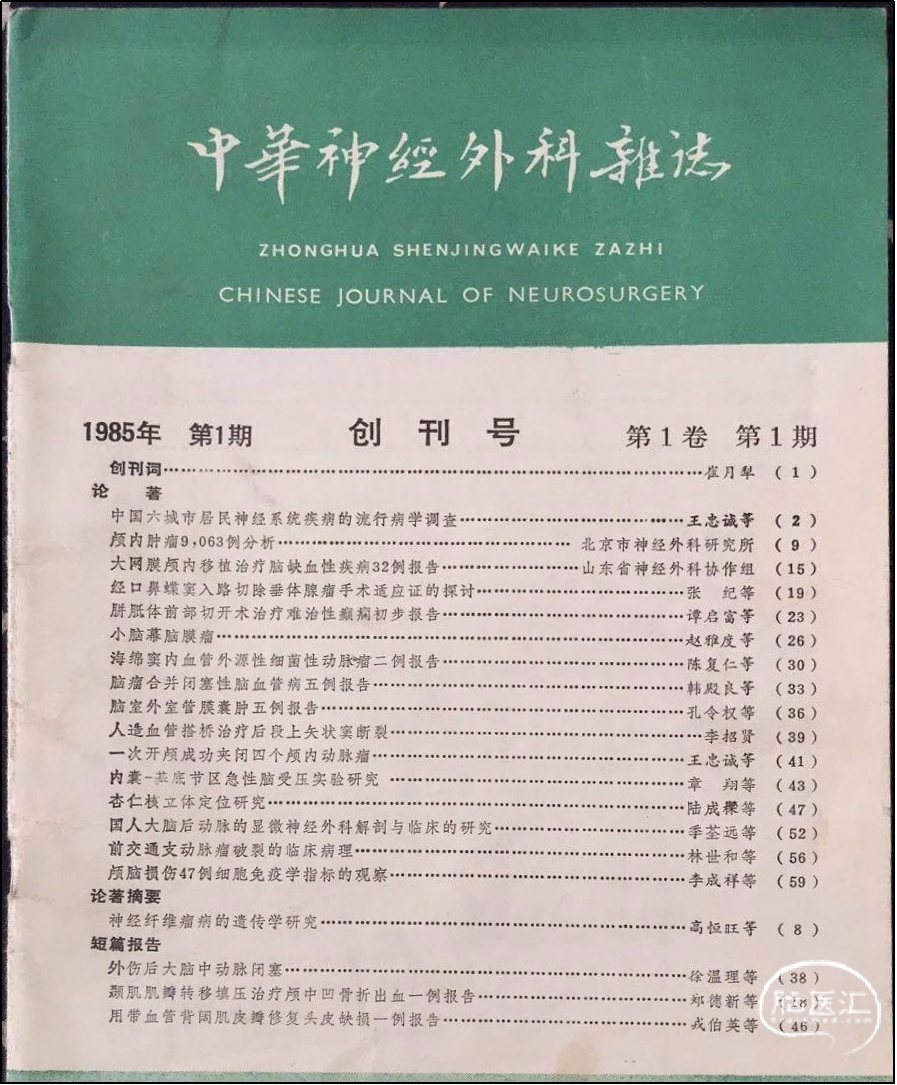 中華神經外科雜誌
ZHONGHUA SHENJINGWAIKE ZAZHI
CHINESE JOURNAL OF NEUROSURGERY
1985年 第1期 创刊号 第1卷 第1期
创刊词……崔月犁 (1)
论 著
中国六城市居民神经系统疾病的流行病学调查……王忠诚等 (2)
颅内肿瘤9,063例分析……北京市神经外科研究所 (9)
大网膜颅内移植治疗脑缺血性疾病32例报告……山东省神经外科协作组 (15)
经口鼻蝶窦入路切除垂体腺瘤手术适应证的探讨……张 纪等 (19)
胼胝体前部切开术治疗难治性癫痫初步报告……谭启富等 (23)
小脑幕脑膜瘤……赵雅度等 (26)
海绵窦内血管外源性细菌性动脉瘤二例报告……陈复仁等 (30)
脑瘤合并闭塞性脑血管病五例报告……韩殿良等 (33)
脑室外室管膜囊肿五例报告……孔令权等 (36)
人造血管搭桥治疗后段上矢状窦断裂……李招贤 (39)
一次开颅成功夹闭四个颅内动脉瘤……王忠诚等 (41)
内囊-基底节区急性脑受压实验研究……章 翔等 (43)
杏仁核立体定位研究……陆成樑等 (47)
国人大脑后动脉的显微神经外科解剖与临床的研究……季荃远等 (52)
前交通支动脉瘤破裂的临床病理……林世和等 (56)
颅脑损伤47例细胞免疫学指标的观察……李成祥等 (59)
论著摘要
神经纤维瘤病的遗传学研究……高恒旺等 (8)
短篇报告
外伤后大脑中动脉闭塞……徐温理等 (38)
颞肌肌瓣转移填压治疗颅中凹骨折出血一例报告……郑德新等 (18)
用带血管背阔肌皮瓣修复头皮缺损一例报告……戎伯英等 (46)
脑医汇